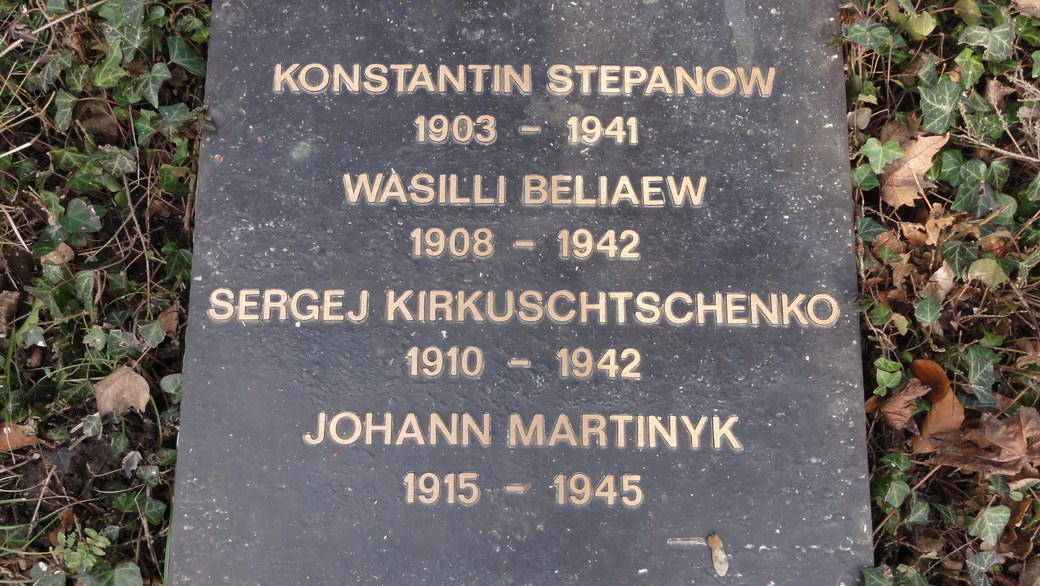 KONSTANTIN STEPANOW
1903 – 1941
WASILLI BELIAEW
1908 – 1942
SERGEJ KIRKUSCHTSCHENKO
1910 – 1942
JOHANN MARTINYK
1915 – 1945